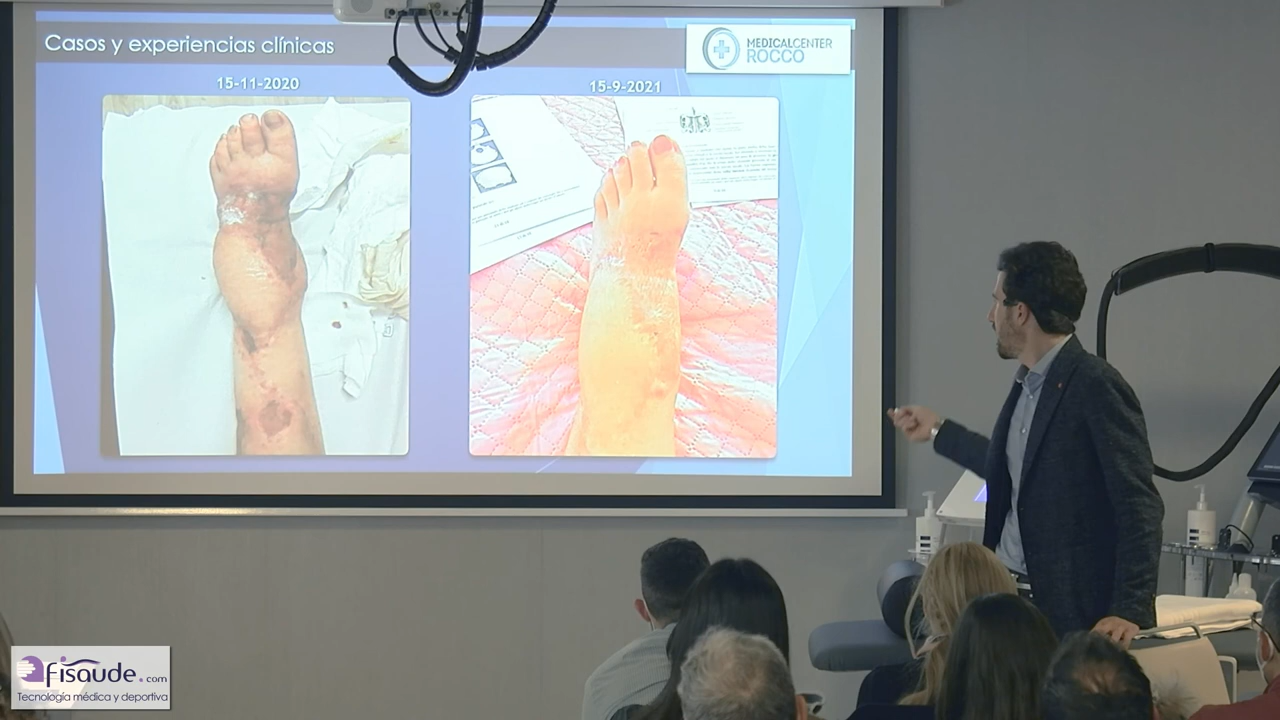 Casos y experiencias clínicas
MEDICALCENTER
ROCCO
15-11-2020
15-9-2021
fisaude.com
Tecnología médica y deportiva